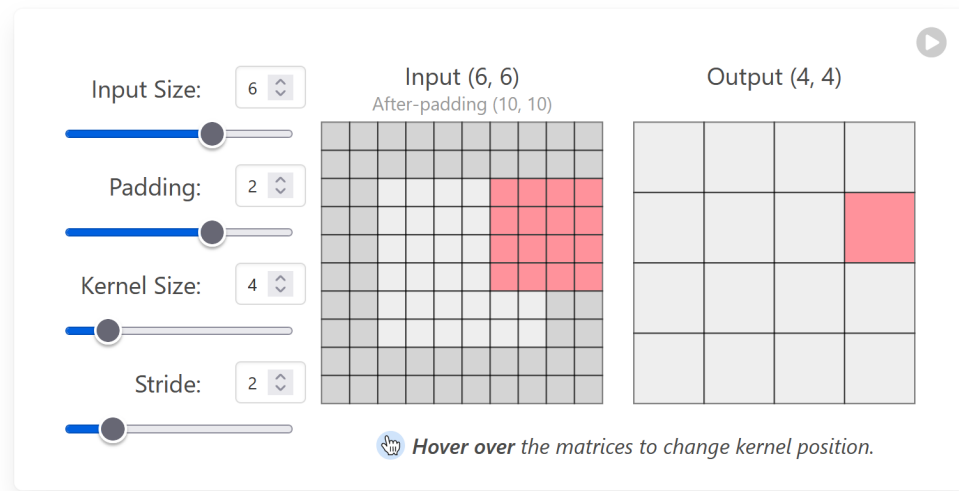 Input Size:
6
Padding:
2
Kernel Size:
4
Stride:
2
Input (6, 6)
After-padding (10, 10)
Output (4, 4)
Hover over the matrices to change kernel position.